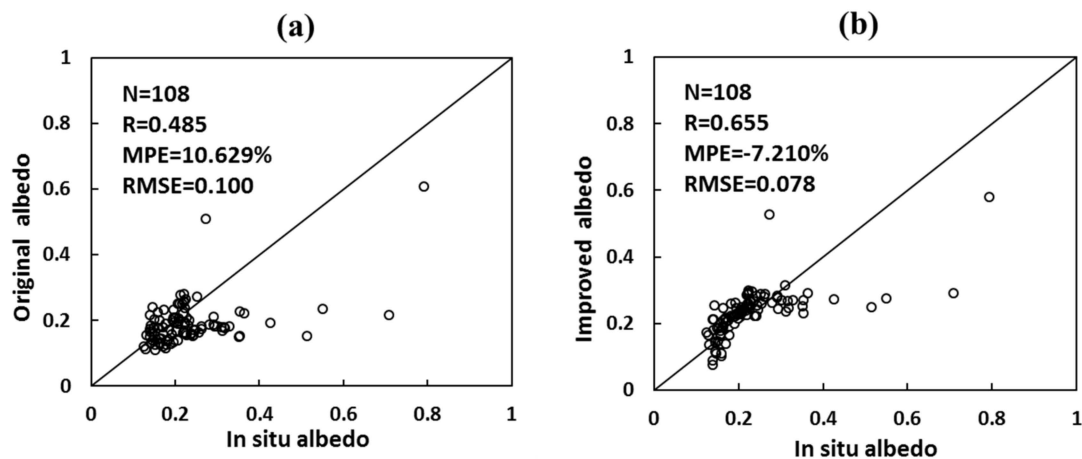 (a)
1
0.8
0.6
0.4
0.2
0
Original albedo
N=108
R=0.485
MPE=10.629%
RMSE=0.100
0 0.2 0.4 0.6 0.8 1
In situ albedo
(b)
1
0.8
0.6
0.4
0.2
0
Improved albedo
N=108
R=0.655
MPE=-7.210%
RMSE=0.078
0 0.2 0.4 0.6 0.8 1
In situ albedo